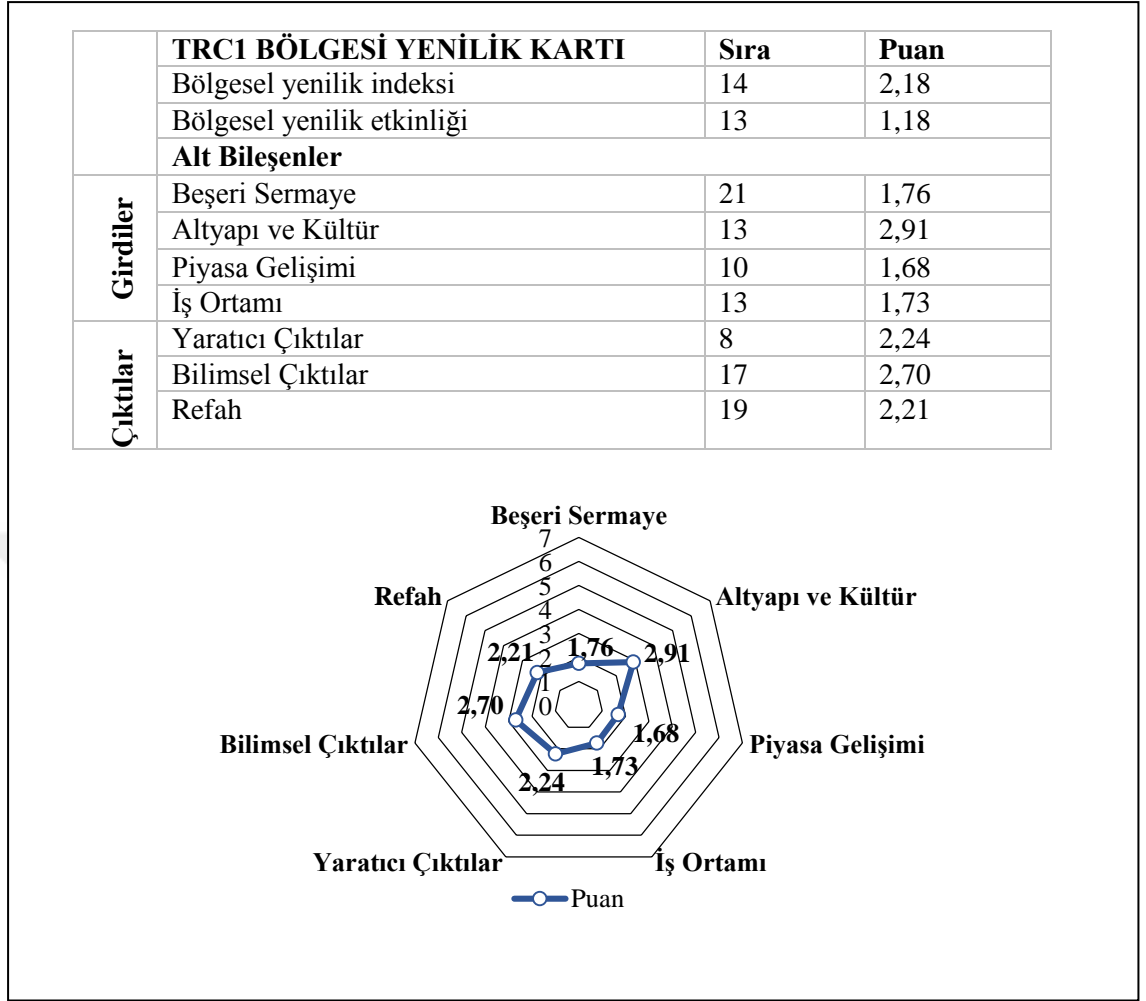 TRC1 BÖLGESİ YENİLİK KARTI Sıra Puan
Bölgesel yenilik indeksi 14 2,18
Bölgesel yenilik etkinliği 13 1,18
Alt Bileşenler
Girdiler
Beşeri Sermaye 21 1,76
Altyapı ve Kültür 13 2,91
Piyasa Gelişimi 10 1,68
İş Ortamı 13 1,73
Çıktılar
Yaratıcı Çıktılar 8 2,24
Bilimsel Çıktılar 17 2,70
Refah 19 2,21
Beşeri Sermaye
7
6
5
4
3
2
1
0
Refah
Altyapı ve Kültür
2,21
1,76
2,91
2,70
1,68
Bilimsel Çıktılar
Piyasa Gelişimi
2,24
1,73
Yaratıcı Çıktılar
İş Ortamı
Puan